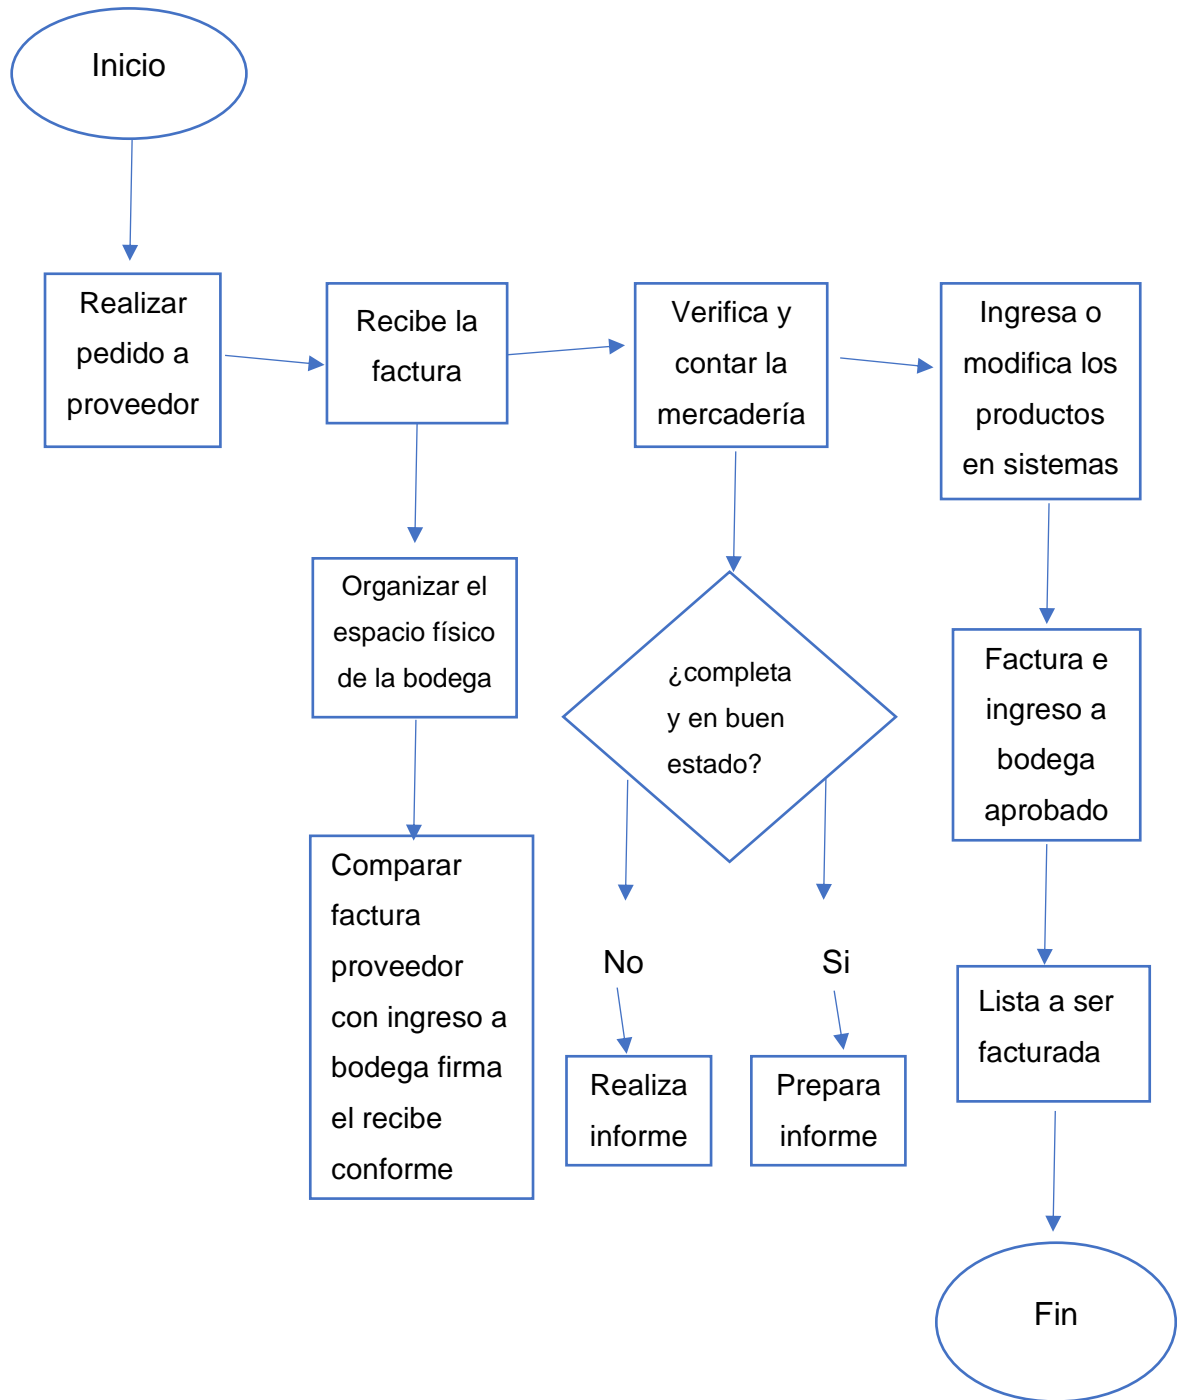 Inicio
Realizar
pedido a
proveedor
Recibe la
factura
Verifica y
contar la
mercadería
Ingresa o
modifica los
productos
en sistemas
Organizar el
espacio físico
de la bodega
¿completa
y en buen
estado?
Factura e
ingreso a
bodega
aprobado
Comparar
factura
proveedor
con ingreso a
bodega firma
el recibe
conforme
No
Si
Realiza
informe
Prepara
informe
Lista a ser
facturada
Fin